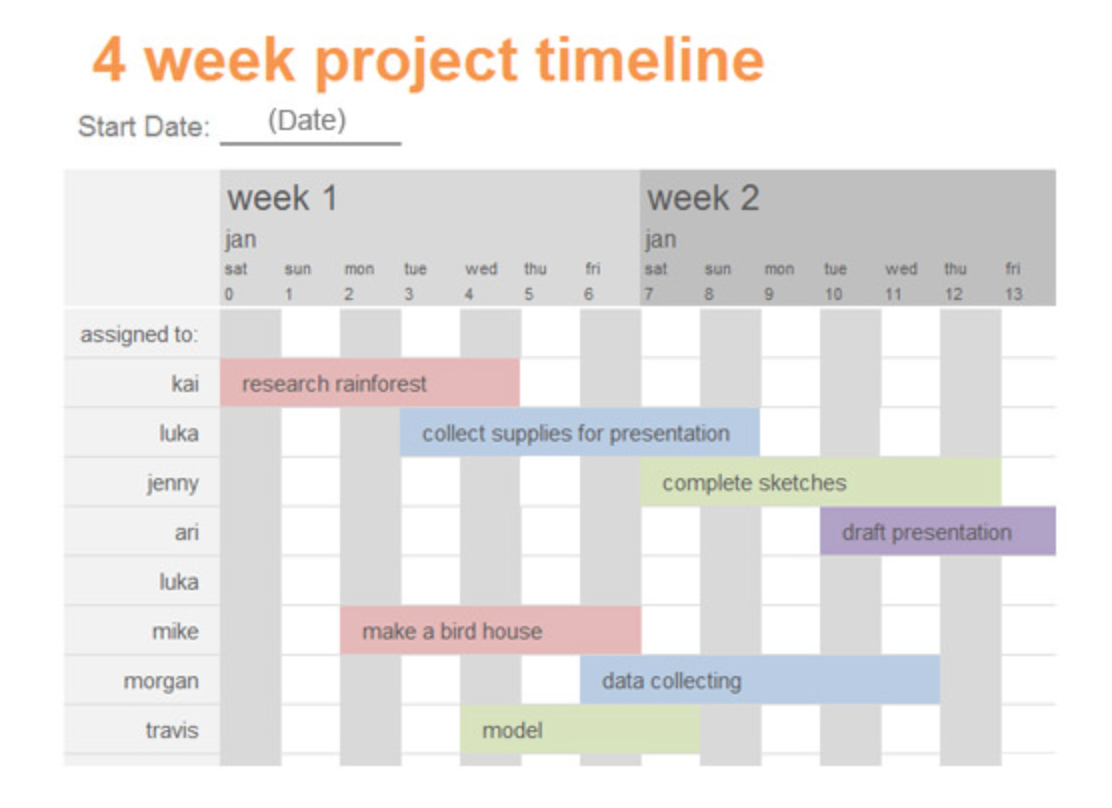 4 week project timeline
Start Date: (Date)
week 1 week 2
jan jan
sat sun mon tue wed thu fri sat sun mon tue wed thu fri
0 1 2 3 4 5 6 7 8 9 10 11 12 13
assigned to:
kai research rainforest
luka collect supplies for presentation
jenny complete sketches
ari draft presentation
luka
mike make a bird house
morgan data collecting
travis model